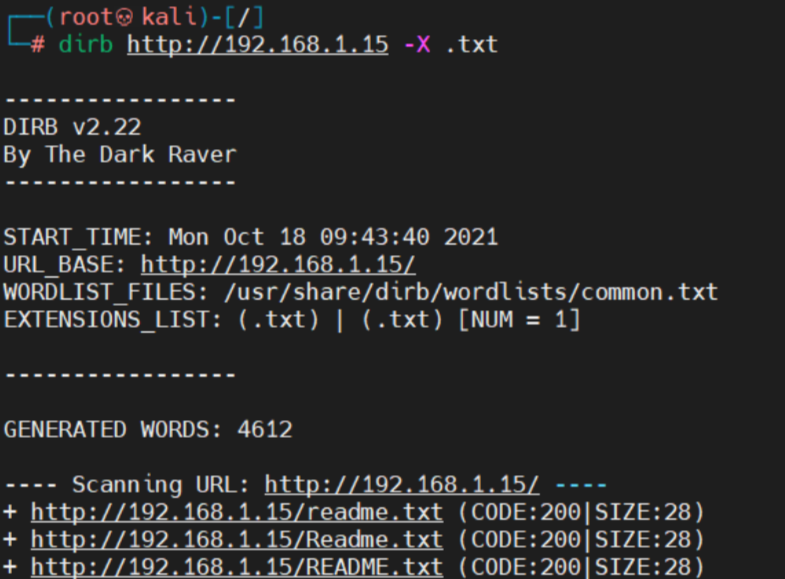 ┌──(root💀kali)-[/]
└─# dirb http://192.168.1.15 -X .txt
-----------------
DIRB v2.22
By The Dark Raver
-----------------
START_TIME: Mon Oct 18 09:43:40 2021
URL_BASE: http://192.168.1.15/
WORDLIST_FILES: /usr/share/dirb/wordlists/common.txt
EXTENSIONS_LIST: (.txt) | (.txt) [NUM = 1]
-----------------
GENERATED WORDS: 4612
---- Scanning URL: http://192.168.1.15/ ----
+ http://192.168.1.15/readme.txt (CODE:200|SIZE:28)
+ http://192.168.1.15/Readme.txt (CODE:200|SIZE:28)
+ http://192.168.1.15/README.txt (CODE:200|SIZE:28)